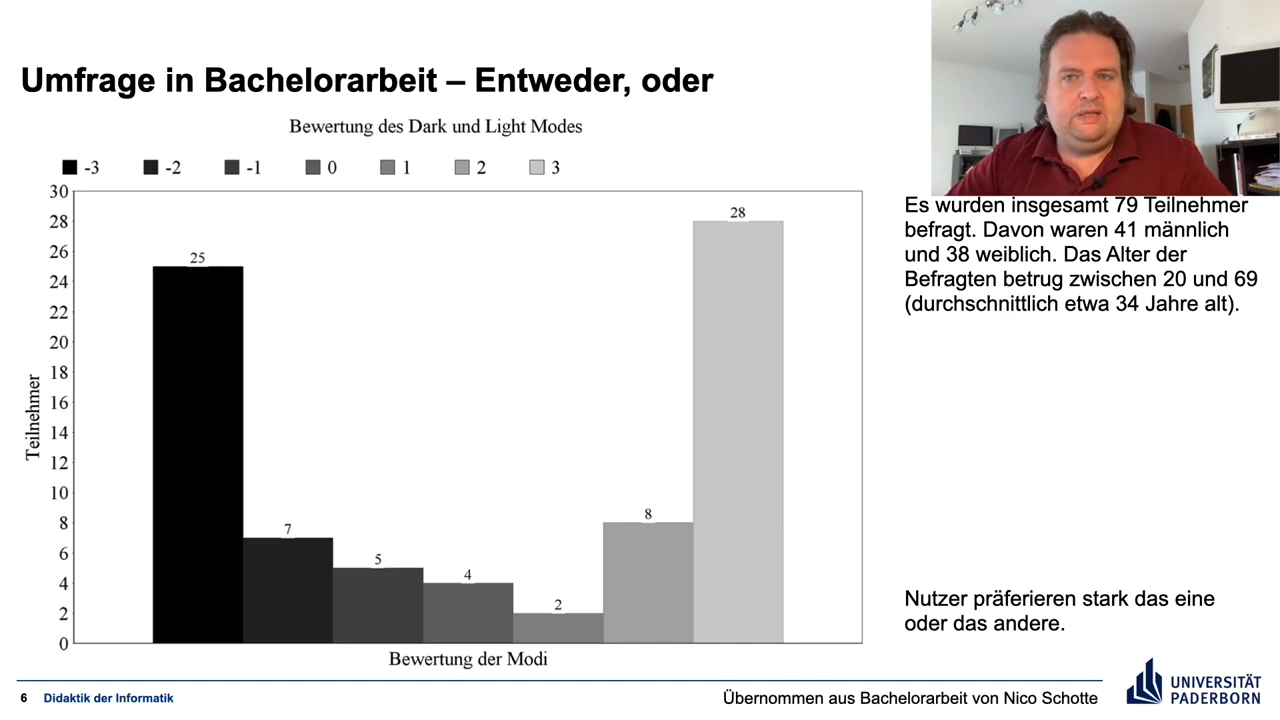 Umfrage in Bachelorarbeit – Entweder, oder
Bewertung des Dark und Light Modes
-3 -2 -1 0 1 2 3
30
28
26
24
22
20
18
16
14
12
10
8
6
4
2
0
Teilnehmer
25
7
5
4
2
8
28
Bewertung der Modi
Es wurden insgesamt 79 Teilnehmer
befragt. Davon waren 41 männlich
und 38 weiblich. Das Alter der
Befragten betrug zwischen 20 und 69
(durchschnittlich etwa 34 Jahre alt).
Nutzer präferieren stark das eine
oder das andere.
6 Didaktik der Informatik
Übernommen aus Bachelorarbeit von Nico Schotte
UNIVERSITÄT
PADERBORN